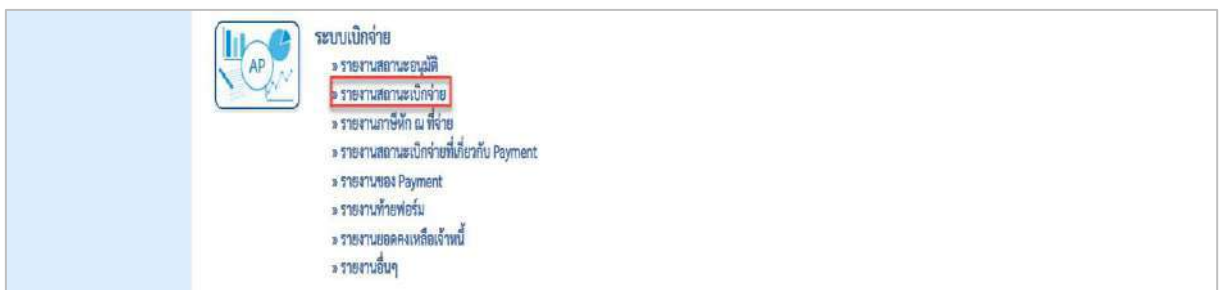 ระบบเบิกจ่าย
AP
» รายงานสถานะอนุมัติ
» รายงานสถานะเบิกจ่าย
» รายงานภาษีหัก ณ ที่จ่าย
» รายงานสถานะเบิกจ่ายที่เกี่ยวกับ Payment
» รายงานของ Payment
» รายงานท้ายฟอร์ม
» รายงานยอดคงเหลือเจ้าหนี้
» รายงานอื่นๆ